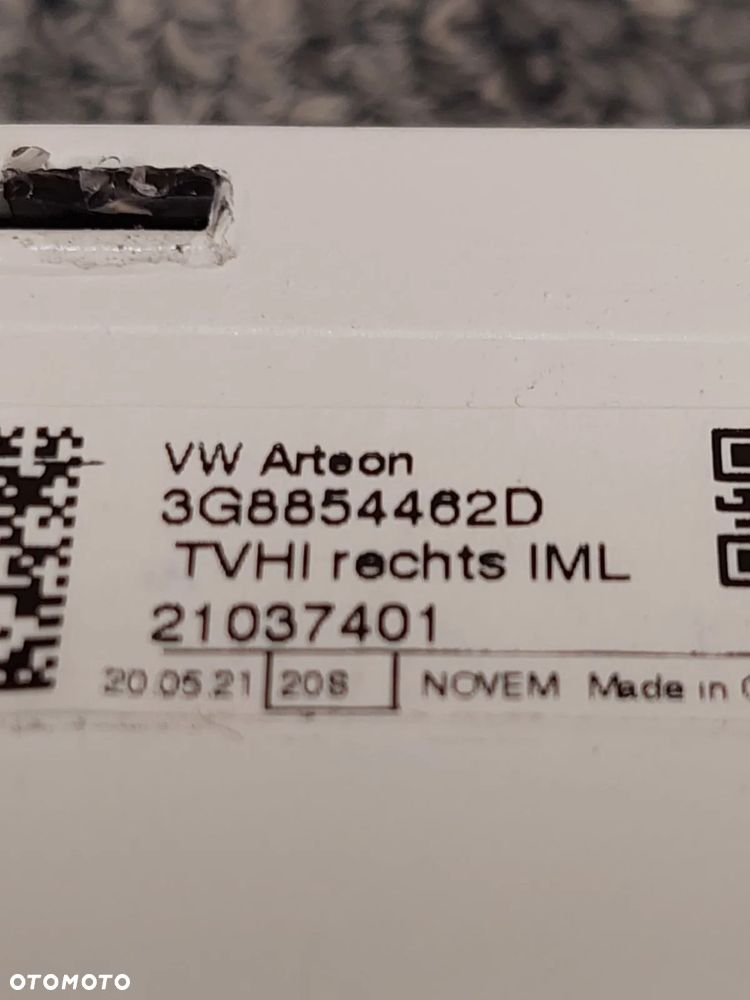 VW Arteon
3G8854462D
TVHI rechts IML
21037401
20.05.21 208 NOVEM Made in
OTOMOTO